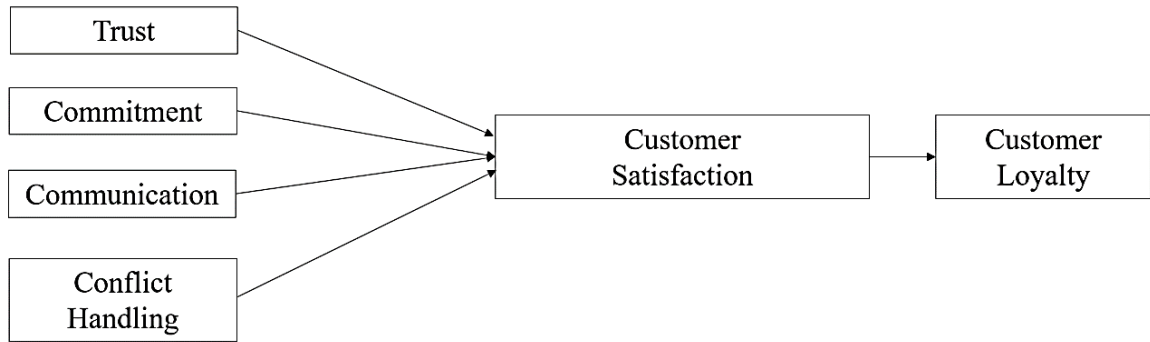 Trust
Commitment
Communication
Conflict
Handling
Customer
Satisfaction
Customer
Loyalty